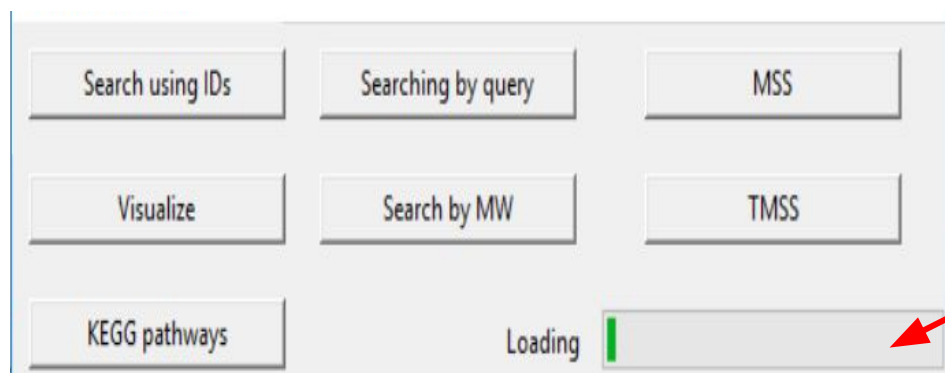 Search using IDs
Searching by query
MSS
Visualize
Search by MW
TMSS
KEGG pathways
Loading